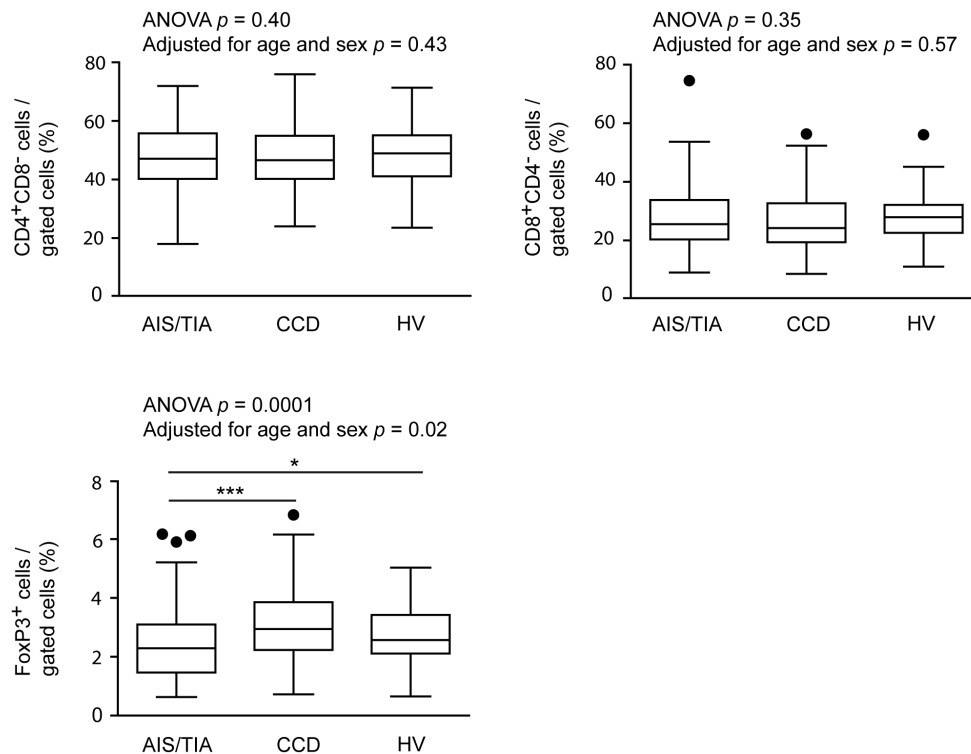 ANOVA p = 0.40
Adjusted for age and sex p = 0.43
CD4⁺CD8⁻ cells /
gated cells (%)
80
60
40
20
0
AIS/TIA CCD HV
ANOVA p = 0.35
Adjusted for age and sex p = 0.57
CD8⁺CD4⁻ cells /
gated cells (%)
80
60
40
20
0
AIS/TIA CCD HV
ANOVA p = 0.0001
Adjusted for age and sex p = 0.02
FoxP3⁺ cells /
gated cells (%)
8
6
4
2
0
*
***
AIS/TIA CCD HV